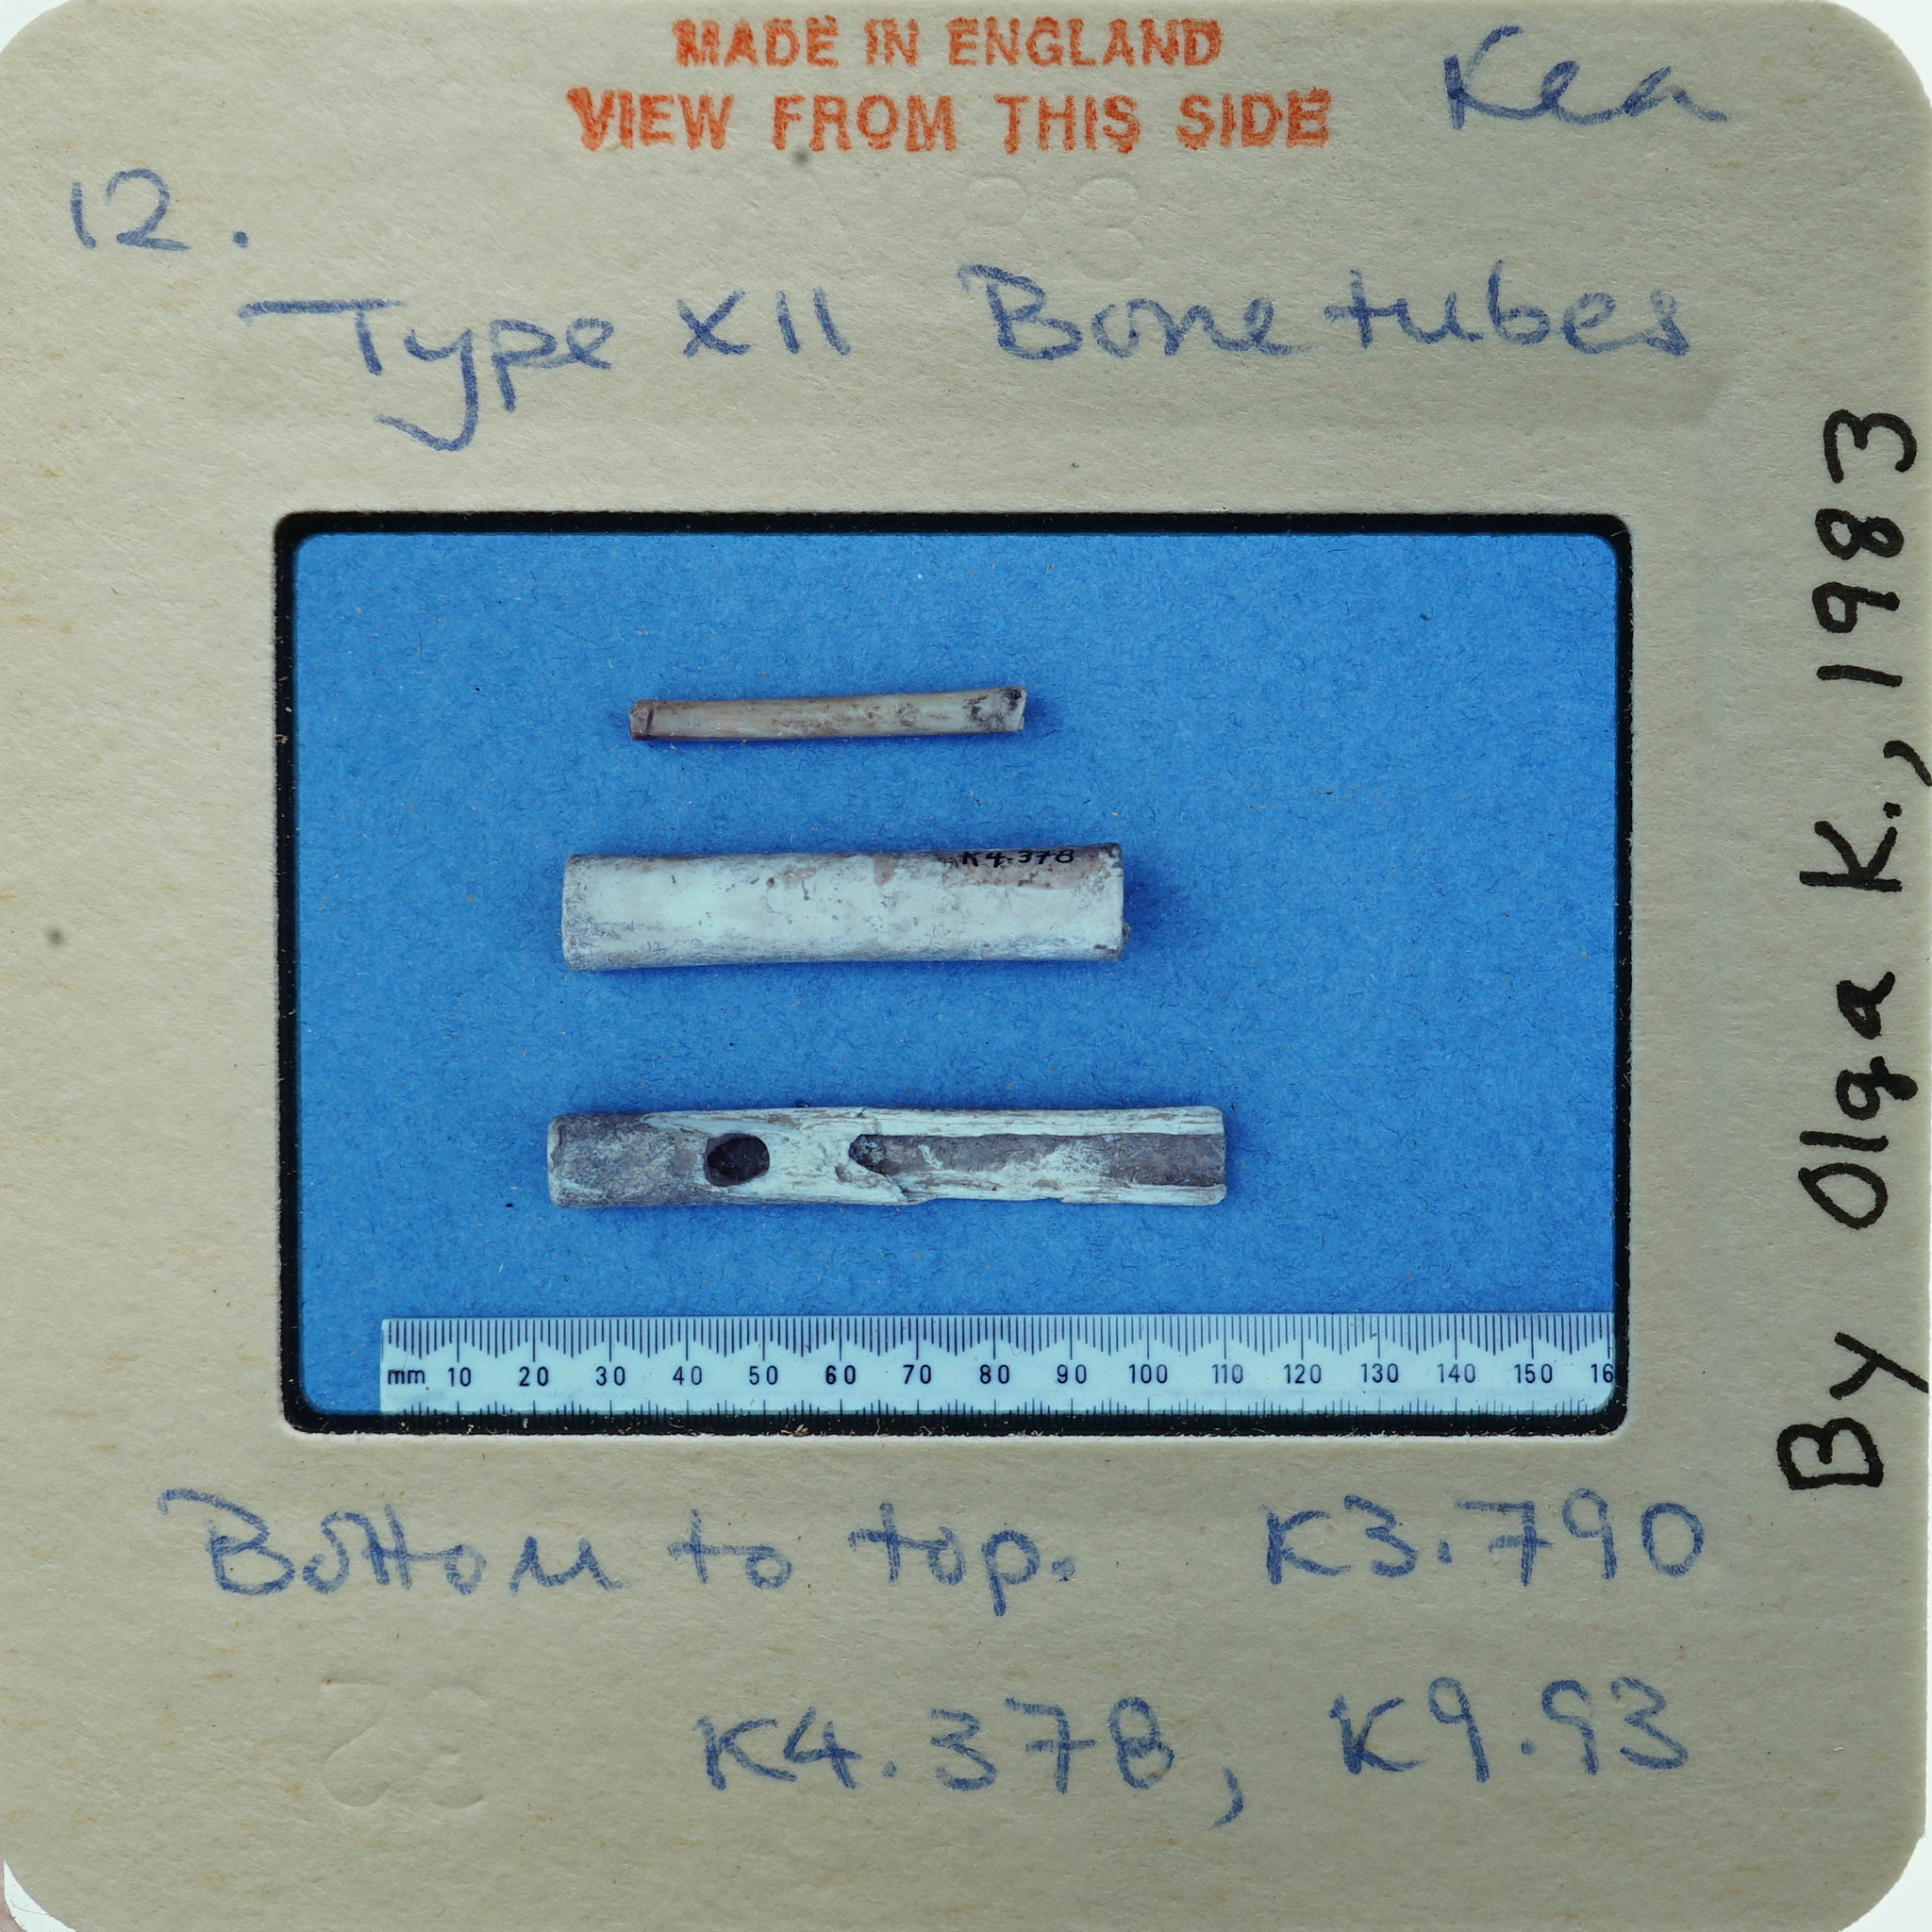 MADE IN ENGLAND
VIEW FROM THIS SIDE
Kea
12.
Type XII Bone tubes
K4.378
mm 10 20 30 40 50 60 70 80 90 100 110 120 130 140 150 16
Bottom to top. K3.790
K4.378, K9.93
By Olga K., 1983